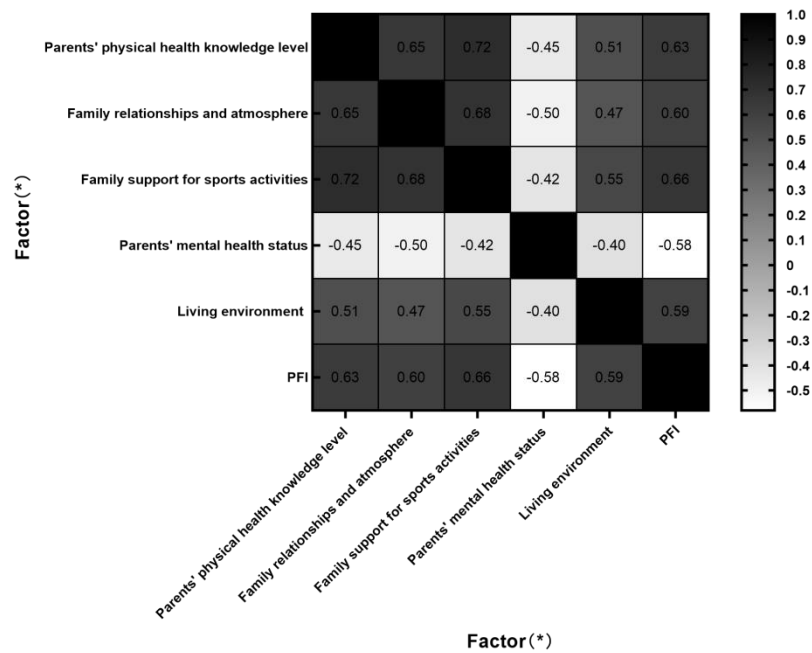 Parents' physical health knowledge level 0.65 0.72 -0.45 0.51 0.63
Family relationships and atmosphere 0.65 0.68 -0.50 0.47 0.60
Family support for sports activities 0.72 0.68 -0.42 0.55 0.66
Parents' mental health status -0.45 -0.50 -0.42 -0.40 -0.58
Living environment 0.51 0.47 0.55 -0.40 0.59
PFI 0.63 0.60 0.66 -0.58 0.59
Factor(*)
Parents' physical health knowledge level
Family relationships and atmosphere
Family support for sports activities
Parents' mental health status
Living environment
PFI
Factor(*)
1.0
0.9
0.8
0.7
0.6
0.5
0.4
0.3
0.2
0.1
0
-0.1
-0.2
-0.3
-0.4
-0.5